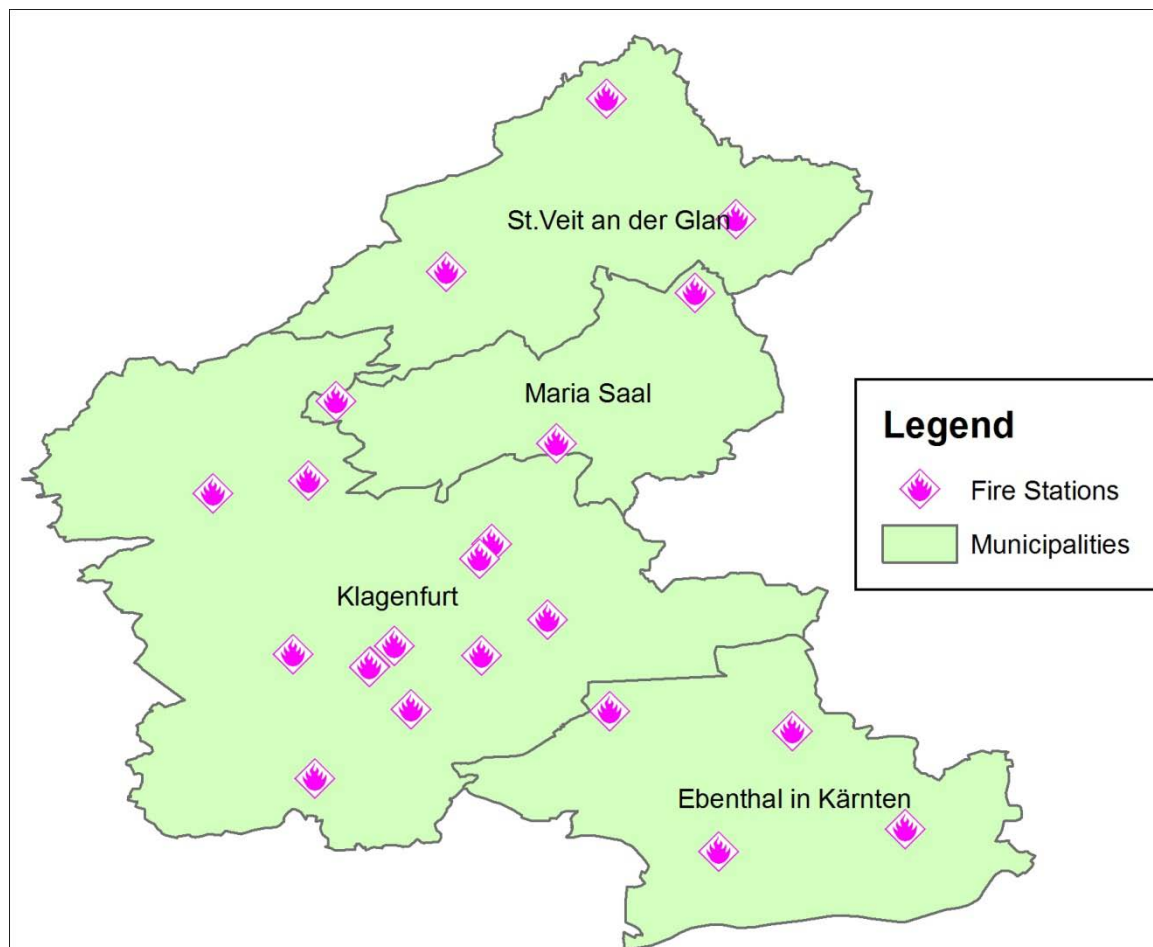 St.Veit an der Glan
Maria Saal
Klagenfurt
Ebenthal in Kärnten
Legend
Fire Stations
Municipalities